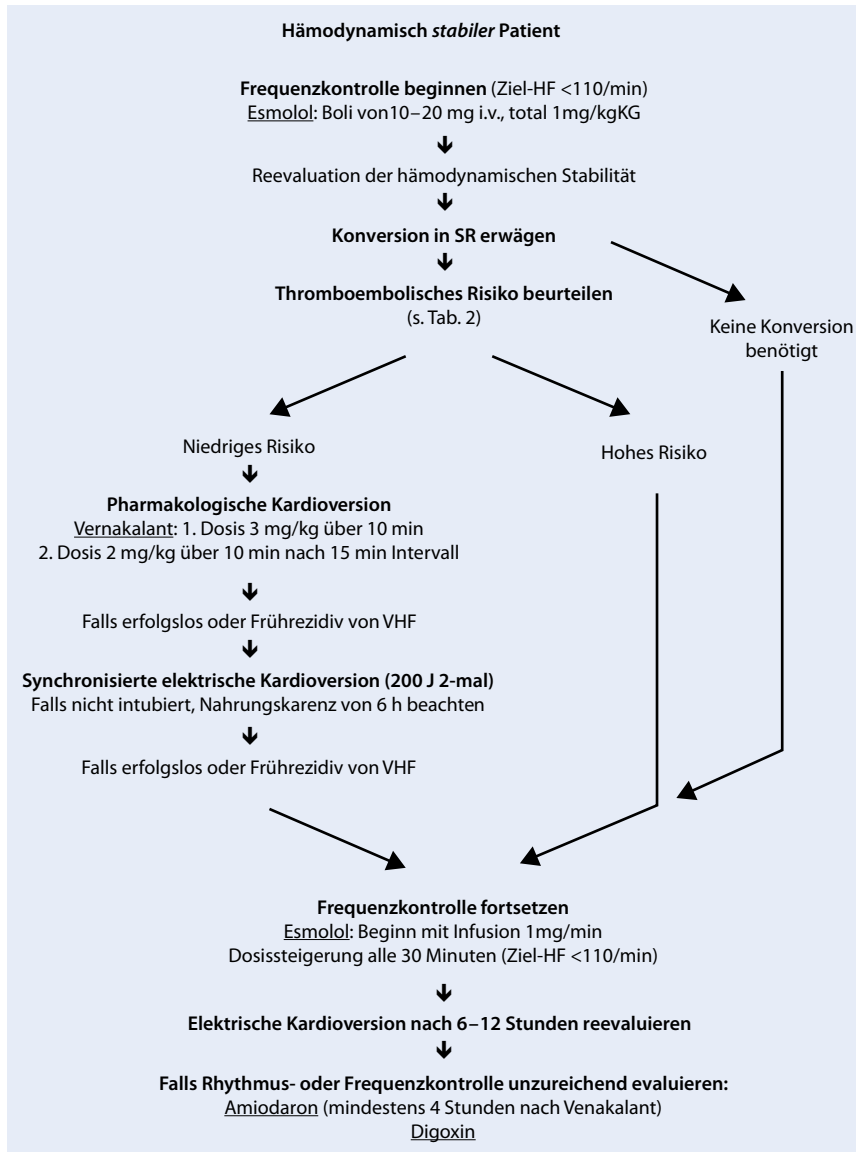 Hämodynamisch stabiler Patient
Frequenzkontrolle beginnen (Ziel-HF <110/min)
Esmolol: Boli von10–20 mg i.v., total 1mg/kgKG
Reevaluation der hämodynamischen Stabilität
Konversion in SR erwägen
Thromboembolisches Risiko beurteilen
(s. Tab. 2)
Keine Konversion
benötigt
Niedriges Risiko
Hohes Risiko
Pharmakologische Kardioversion
Vernakalant: 1. Dosis 3 mg/kg über 10 min
2. Dosis 2 mg/kg über 10 min nach 15 min Intervall
Falls erfolgslos oder Frührezidiv von VHF
Synchronisierte elektrische Kardioversion (200 J 2-mal)
Falls nicht intubiert, Nahrungskarenz von 6 h beachten
Falls erfolgslos oder Frührezidiv von VHF
Frequenzkontrolle fortsetzen
Esmolol: Beginn mit Infusion 1mg/min
Dosissteigerung alle 30 Minuten (Ziel-HF <110/min)
Elektrische Kardioversion nach 6–12 Stunden reevaluieren
Falls Rhythmus- oder Frequenzkontrolle unzureichend evaluieren:
Amiodaron (mindestens 4 Stunden nach Venakalant)
Digoxin